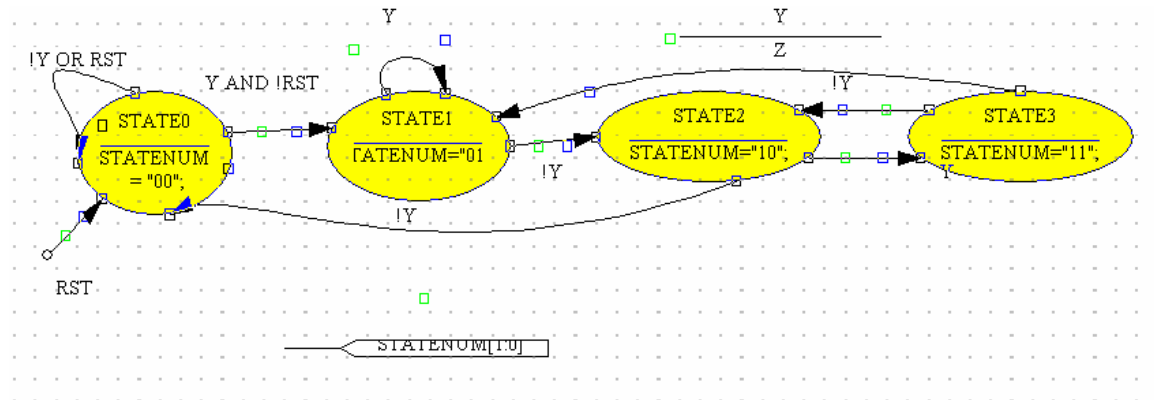 Y
Y
Z
!Y OR RST
Y AND !RST
!Y
STATE0
STATENUM
= "00";
STATE1
TATENUM="01
STATE2
STATENUM="10";
STATE3
STATENUM="11";
!Y
Y
!Y
RST
STATENUM[1:0]